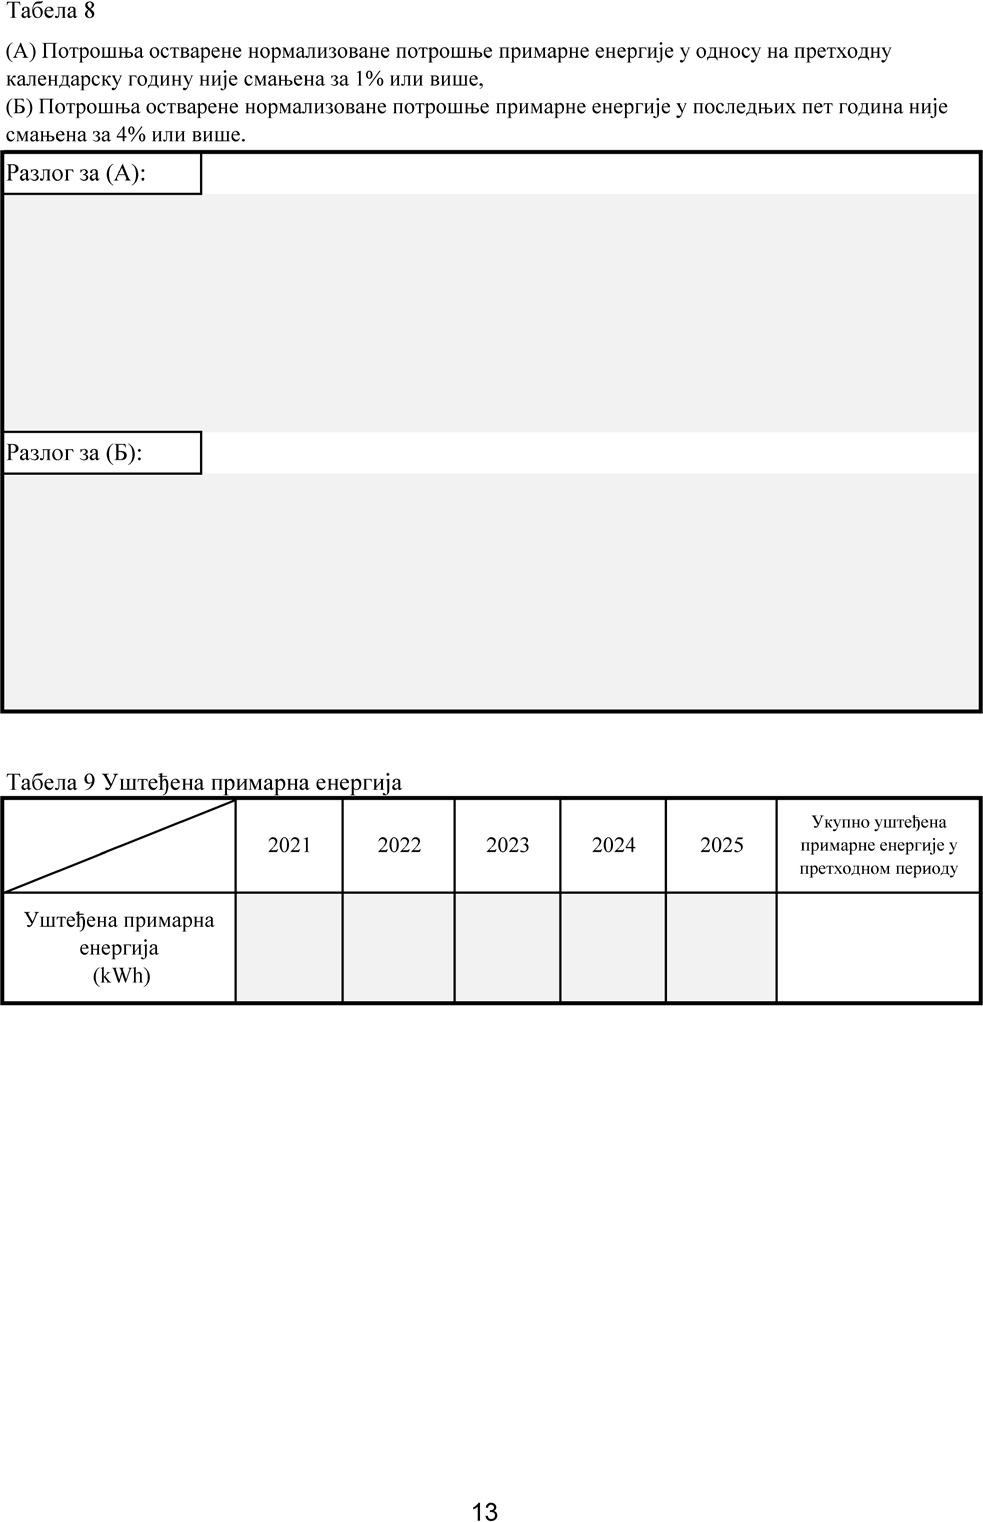 Табела 8
(А) Потрошња остварене нормализоване потрошње примарне енергије у односу на претходну
календарску годину није смањена за 1% или више,
(Б) Потрошња остварене нормализоване потрошње примарне енергије у последњих пет година није
смањена за 4% или више.
Разлог за (А):
Разлог за (Б):
Табела 9 Уштеђена примарна енергија
2021
2022
2023
2024
2025
Укупно уштеђена
примарне енергије у
претходном периоду
Уштеђена примарна
енергија
(kWh)
13